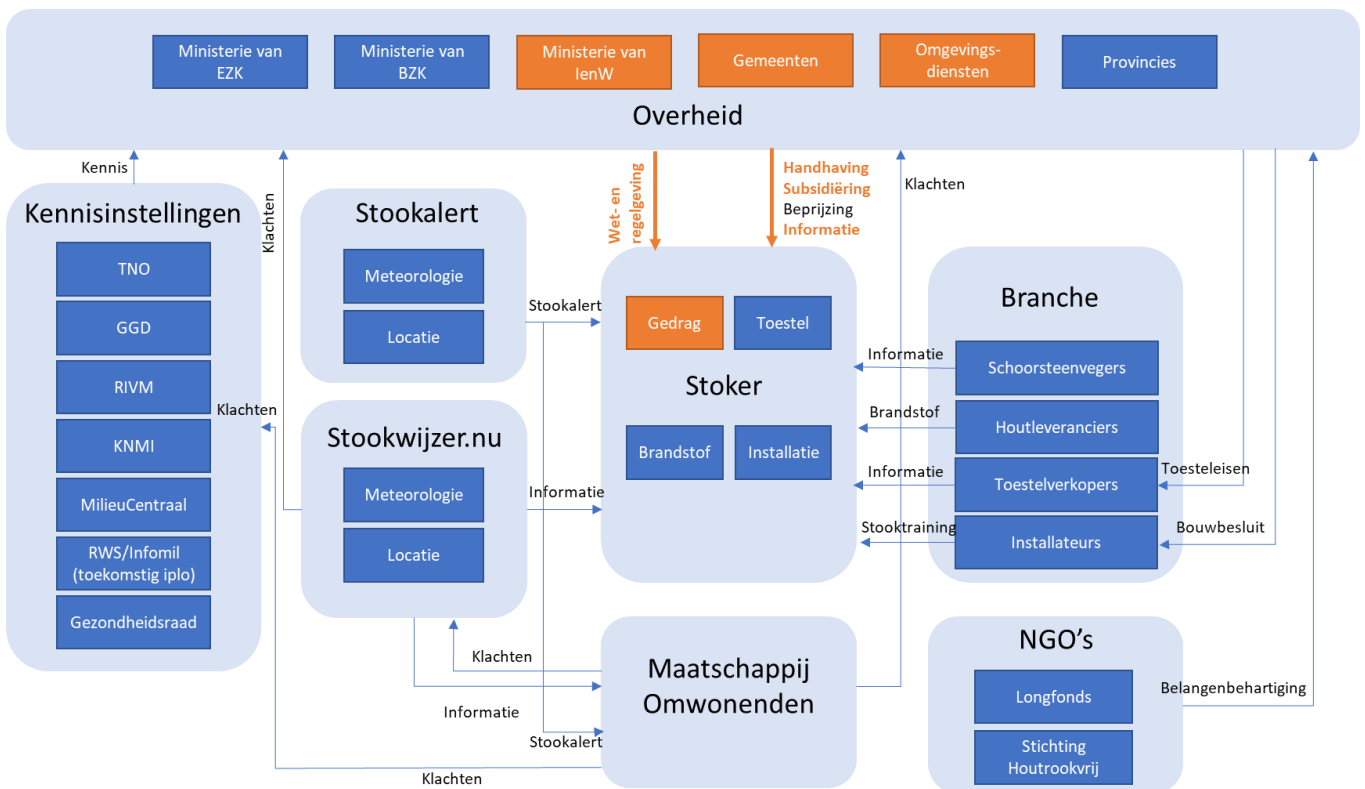 Ministerie van
EZK
Ministerie van
BZK
Ministerie van
IenW
Gemeenten
Omgevings-
diensten
Provincies
Overheid
Kennis
Klachten
Wet- en
regelgeving
Handhaving
Subsidiëring
Beprijzing
Informatie
Klachten
Kennisinstellingen
TNO
GGD
RIVM
KNMI
MilieuCentraal
RWS/Infomil
(toekomstig iplo)
Gezondheidsraad
Klachten
Stookalert
Meteorologie
Locatie
Stookalert
Stookwijzer.nu
Meteorologie
Locatie
Informatie
Gedrag
Toestel
Stoker
Brandstof
Installatie
Informatie
Brandstof
Informatie
Stooktraining
Branche
Schoorsteenvegers
Houtleveranciers
Toestelverkopers
Installateurs
Toesteleisen
Bouwbesluit
Klachten
Informatie
Stookalert
Klachten
Maatschappij
Omwonenden
NGO’s
Longfonds
Stichting
Houtrookvrij
Belangenbehartiging